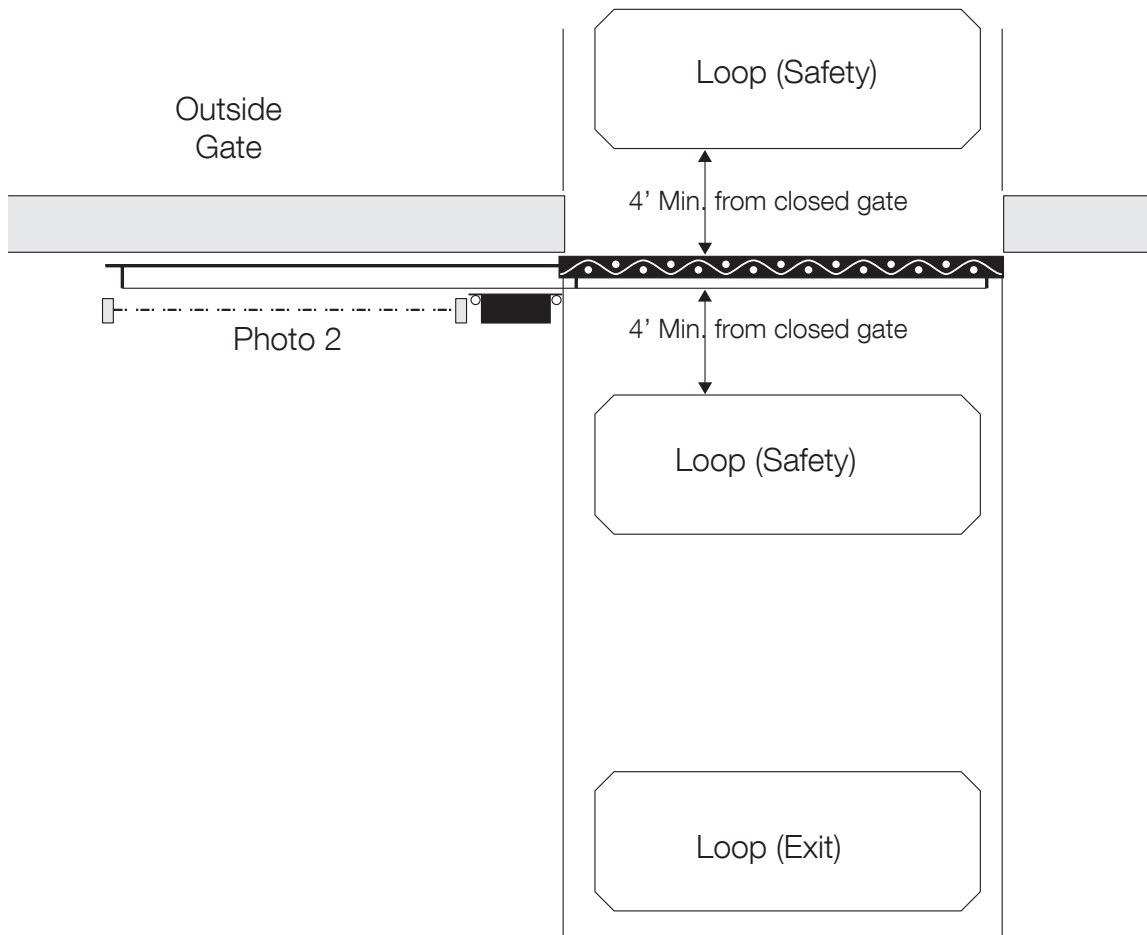 Loop (Safety)
Outside
Gate
4’ Min. from closed gate
4’ Min. from closed gate
Photo 2
Loop (Safety)
Loop (Exit)